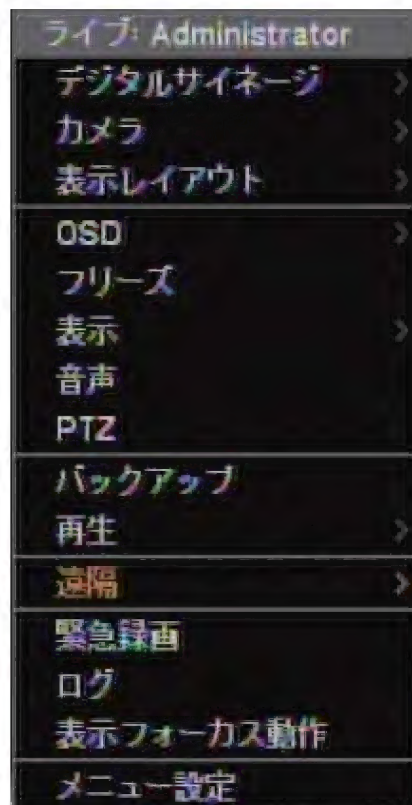 ライブ: Administrator
デジタルサイネージ
カメラ
表示レイアウト
OSD
フリーズ
表示
音声
PTZ
バックアップ
再生
遠隔
緊急録画
ログ
表示フォーカス動作
メニュー設定